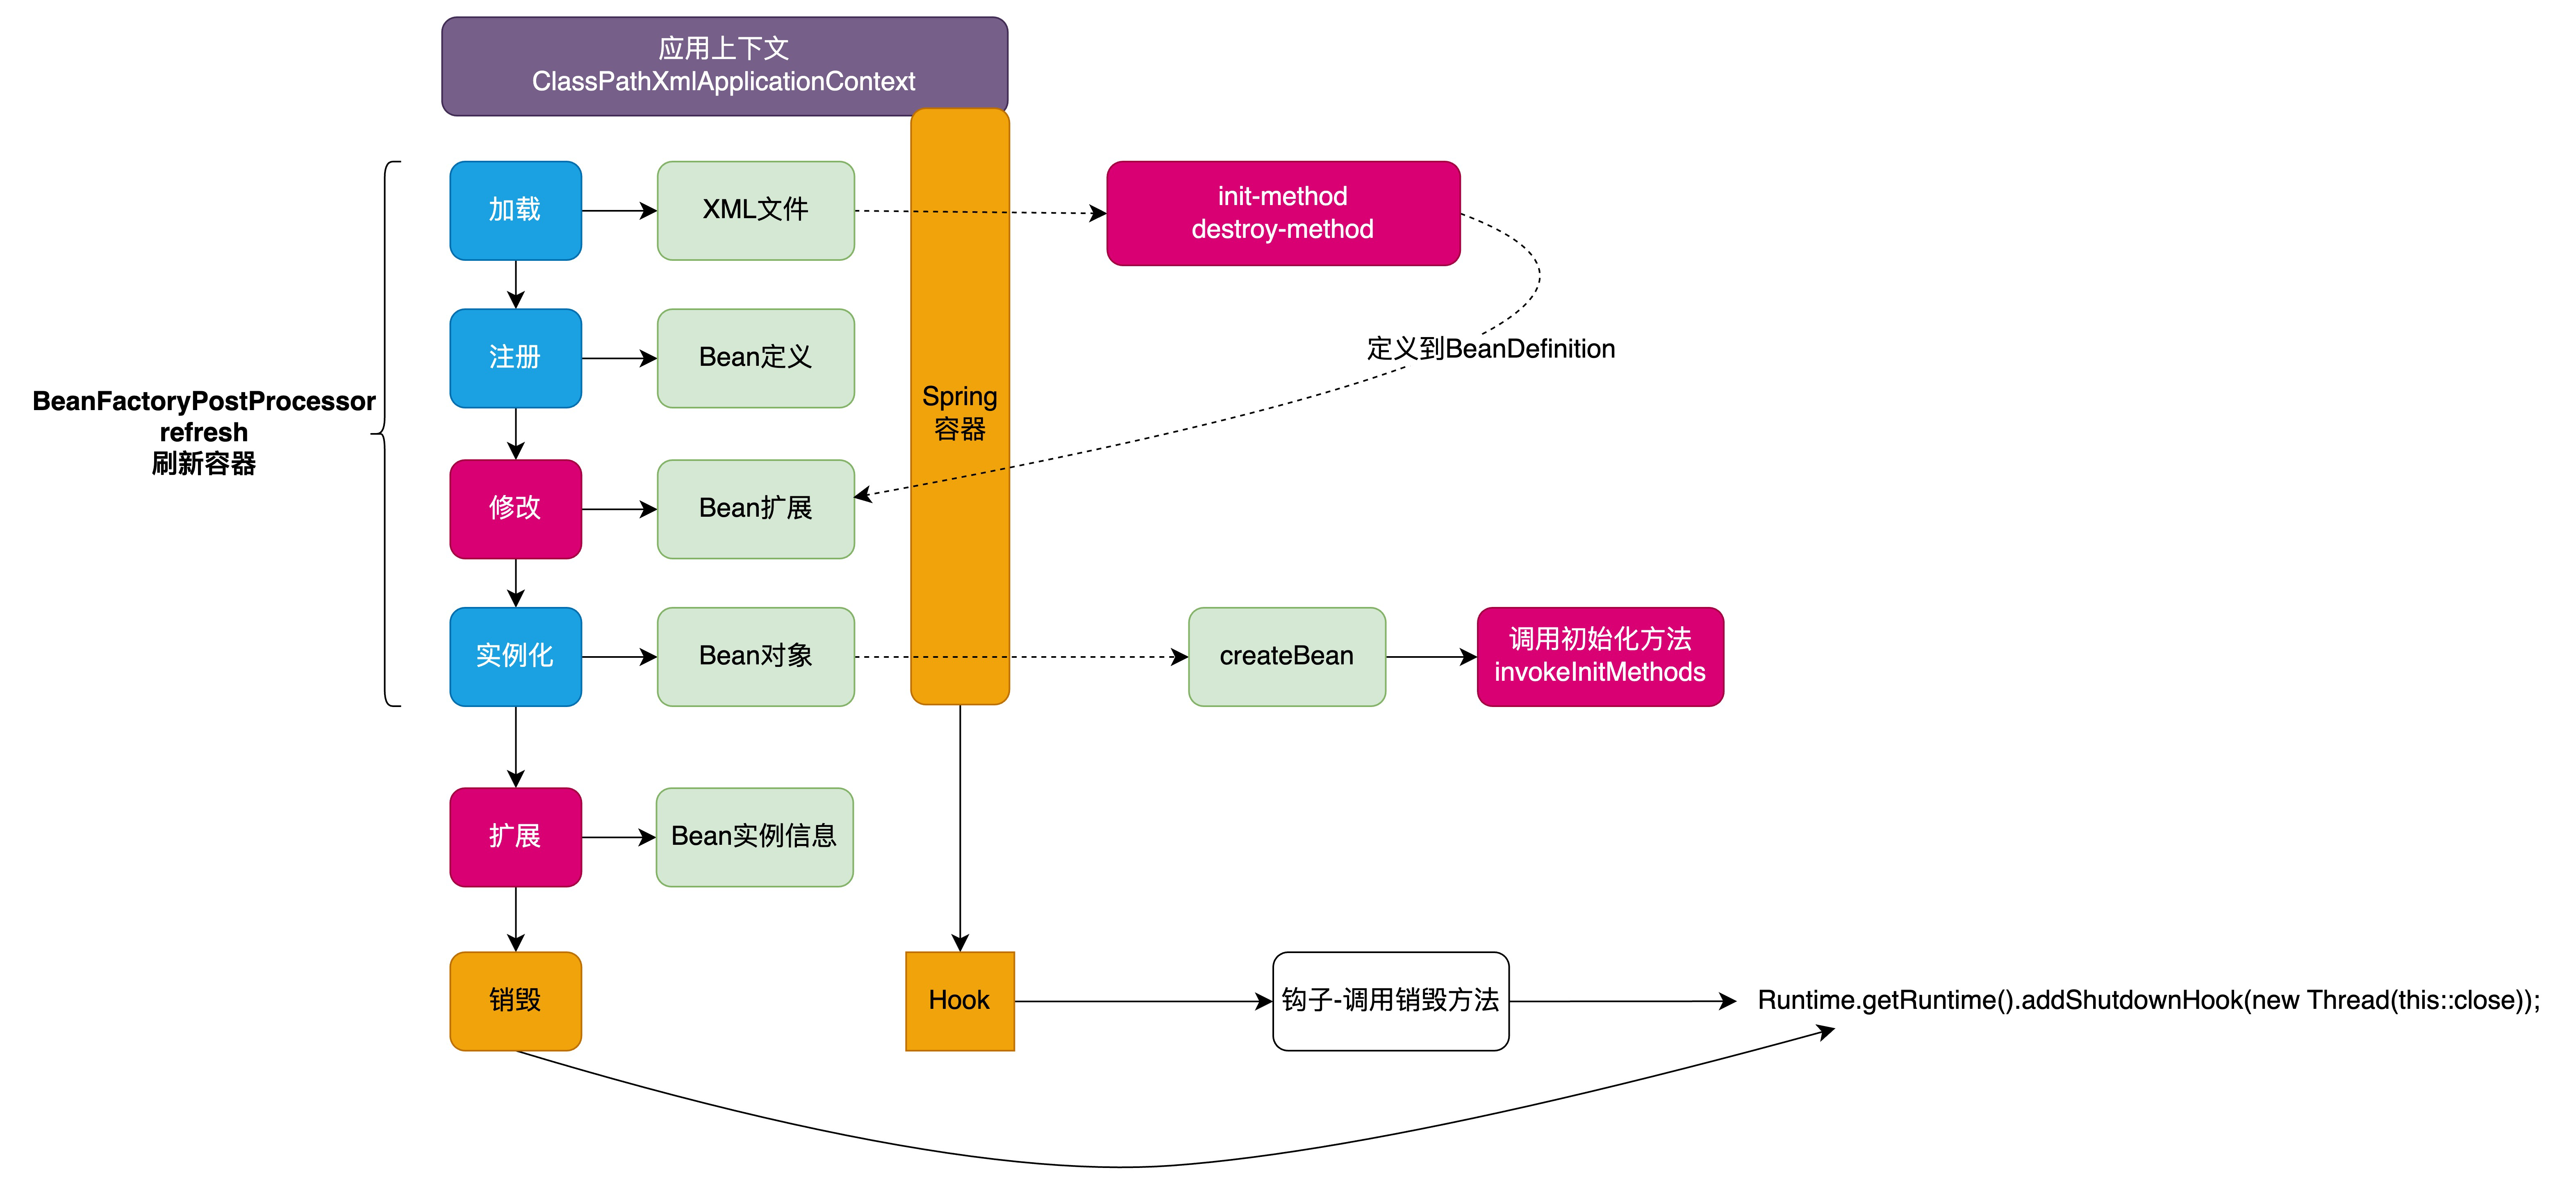 应用上下文
ClassPathXmlApplicationContext
加载
XML文件
init-method
destroy-method
注册
Bean定义
定义到BeanDefinition
BeanFactoryPostProcessor
refresh
刷新容器
Spring
容器
修改
Bean扩展
实例化
Bean对象
createBean
调用初始化方法
invokeInitMethods
扩展
Bean实例信息
销毁
Hook
钩子-调用销毁方法
Runtime.getRuntime().addShutdownHook(new Thread(this::close));